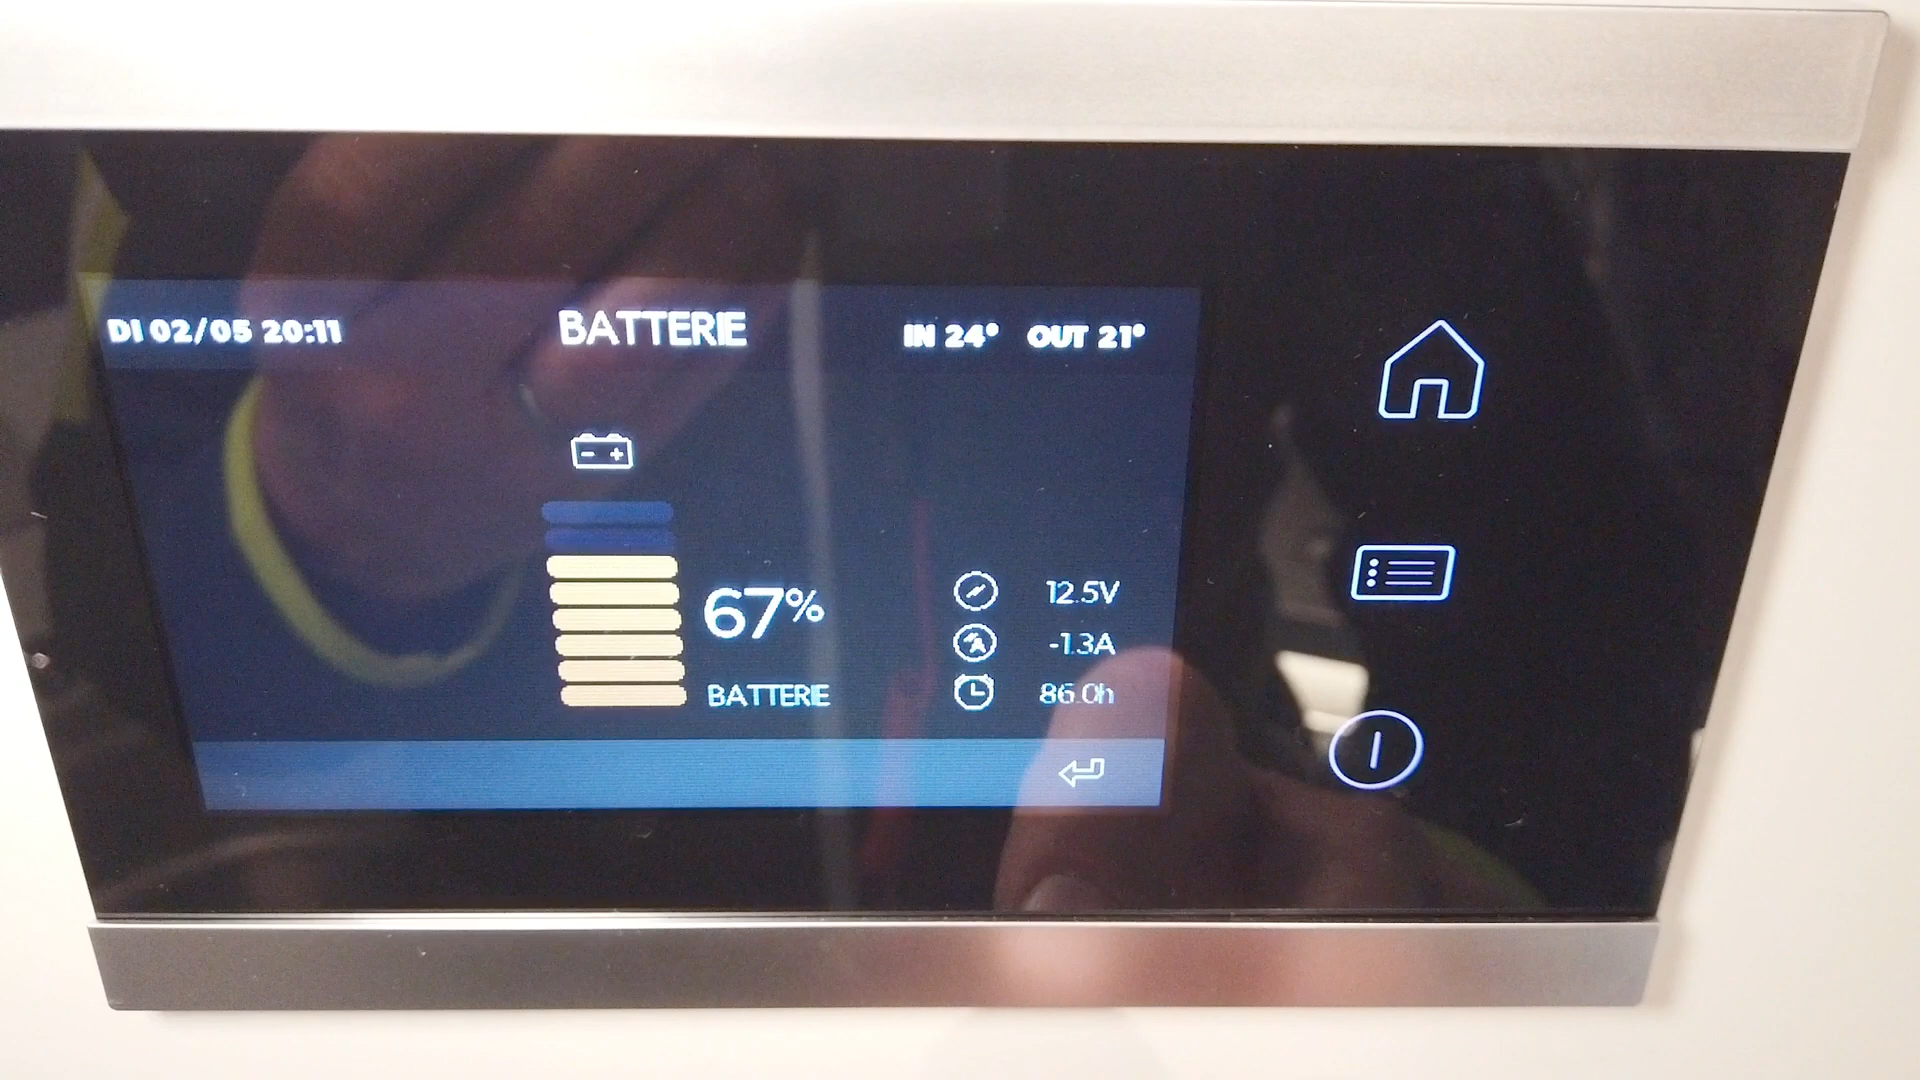 DI 02/05 20:11 BATTERIE IN 24° OUT 21°
67%
BATTERIE
12.5V
-1.3A
86.0h